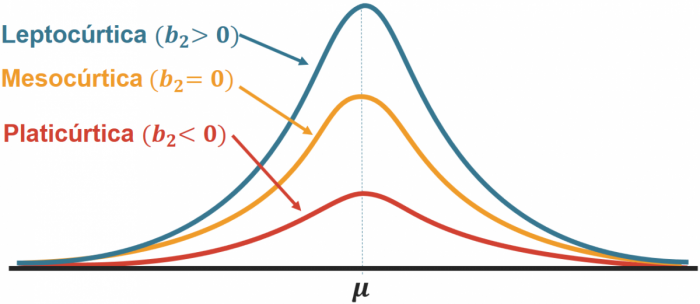 Leptocúrtica (b₂> 0)
Mesocúrtica (b₂= 0)
Platicúrtica (b₂< 0)
μ